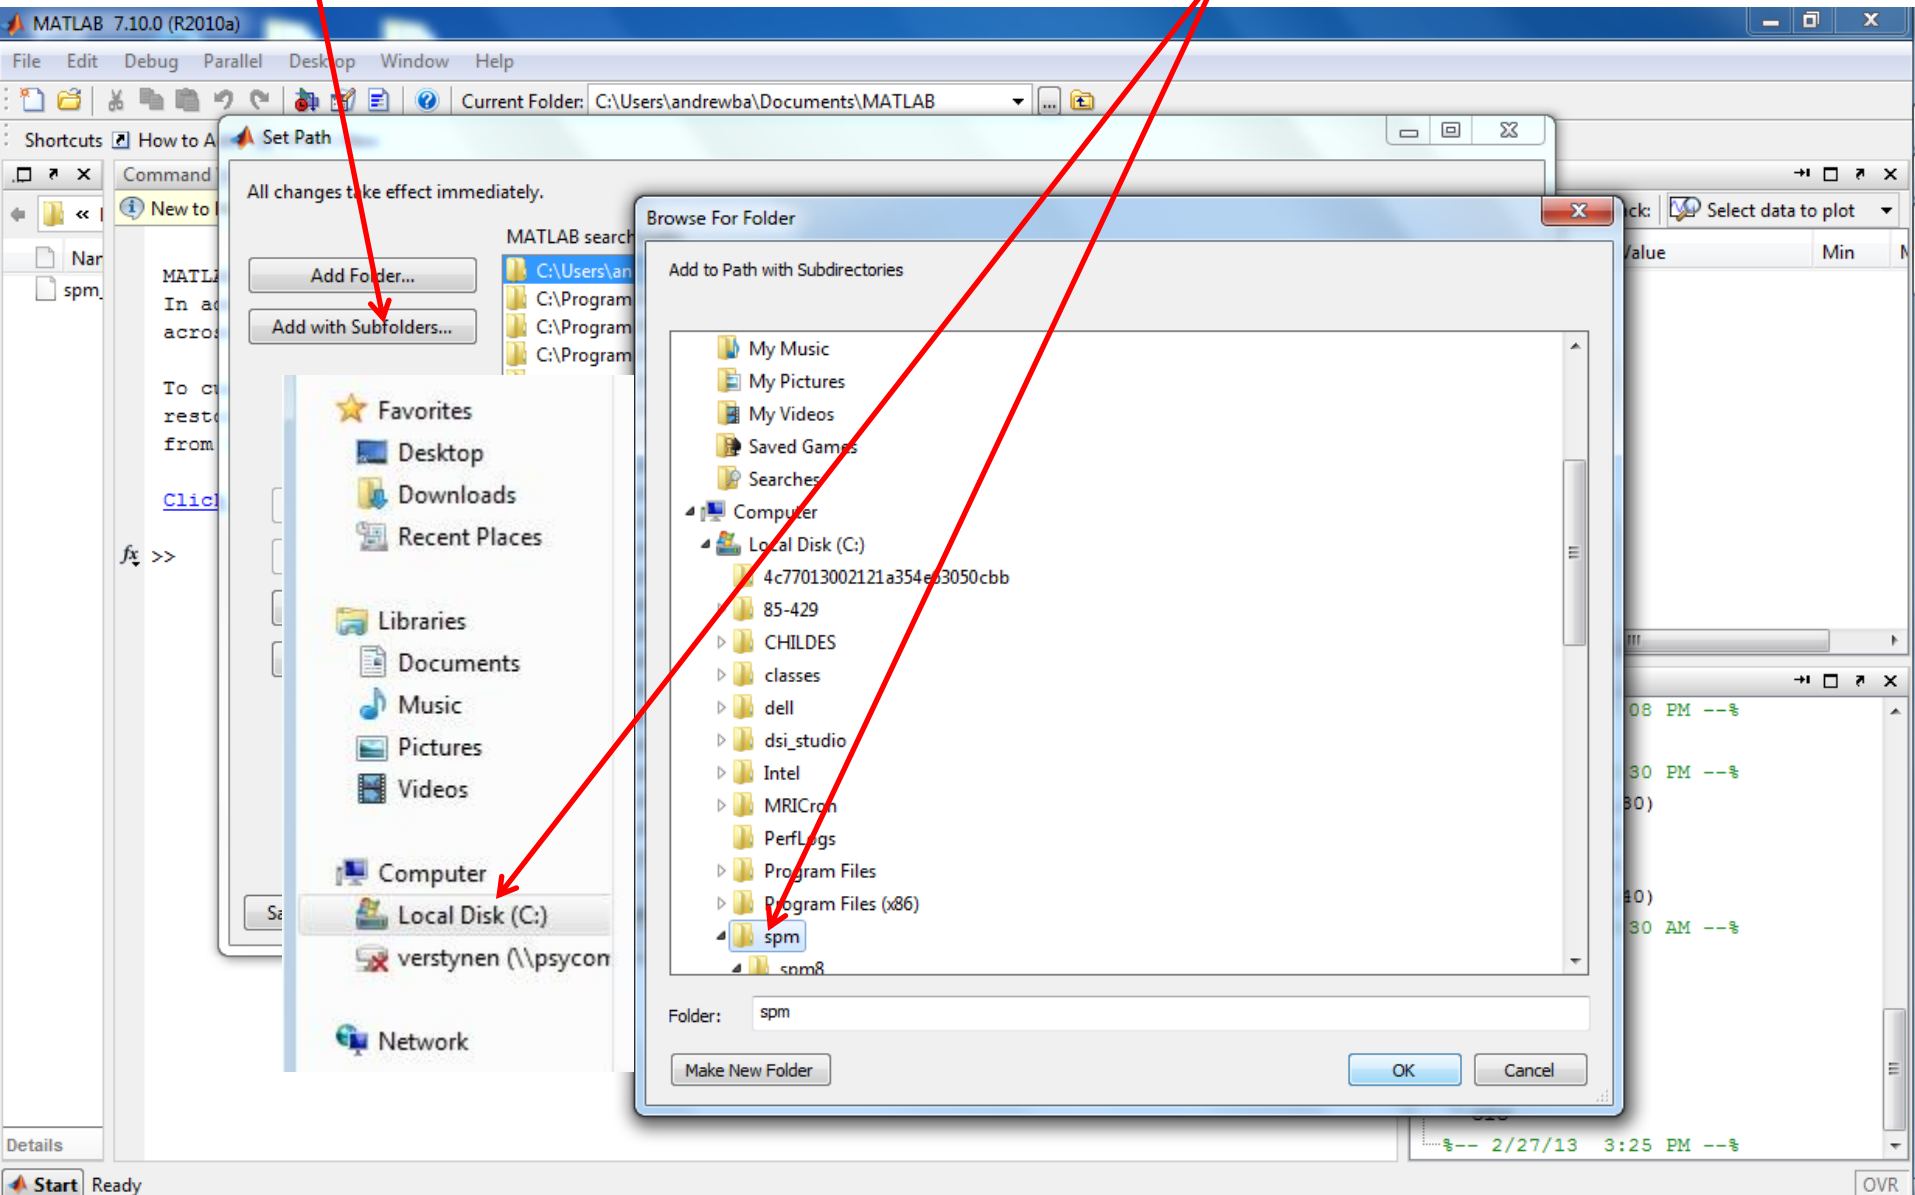 MATLAB 7.10.0 (R2010a)
File Edit Debug Parallel Desktop Window Help
Current Folder: C:\Users\andrewba\Documents\MATLAB
Shortcuts How to A
Set Path
Command
New to
All changes take effect immediately.
MATLAB search
Add Folder...
Add with Subfolders...
C:\Users\an
C:\Program
C:\Program
C:\Program
Nar
spm_
MATLA
In ac
acros
To cu
resto
from
Click
fx >>
Favorites
Desktop
Downloads
Recent Places
Libraries
Documents
Music
Pictures
Videos
Computer
Local Disk (C:)
verstynen (\\psycom
Network
Sa
Browse For Folder
Add to Path with Subdirectories
My Music
My Pictures
My Videos
Saved Games
Searches
Computer
Local Disk (C:)
85-429
CHILDES
classes
dell
dsi_studio
Intel
MRICron
PerfLogs
Program Files
Program Files (x86)
spm
spm8
Folder: spm
Make New Folder OK Cancel
ck: Select data to plot
Value Min
08 PM --%
30 PM --%
30)
40)
30 AM --%
%-- 2/27/13 3:25 PM --%
Details
Start Ready
OVR